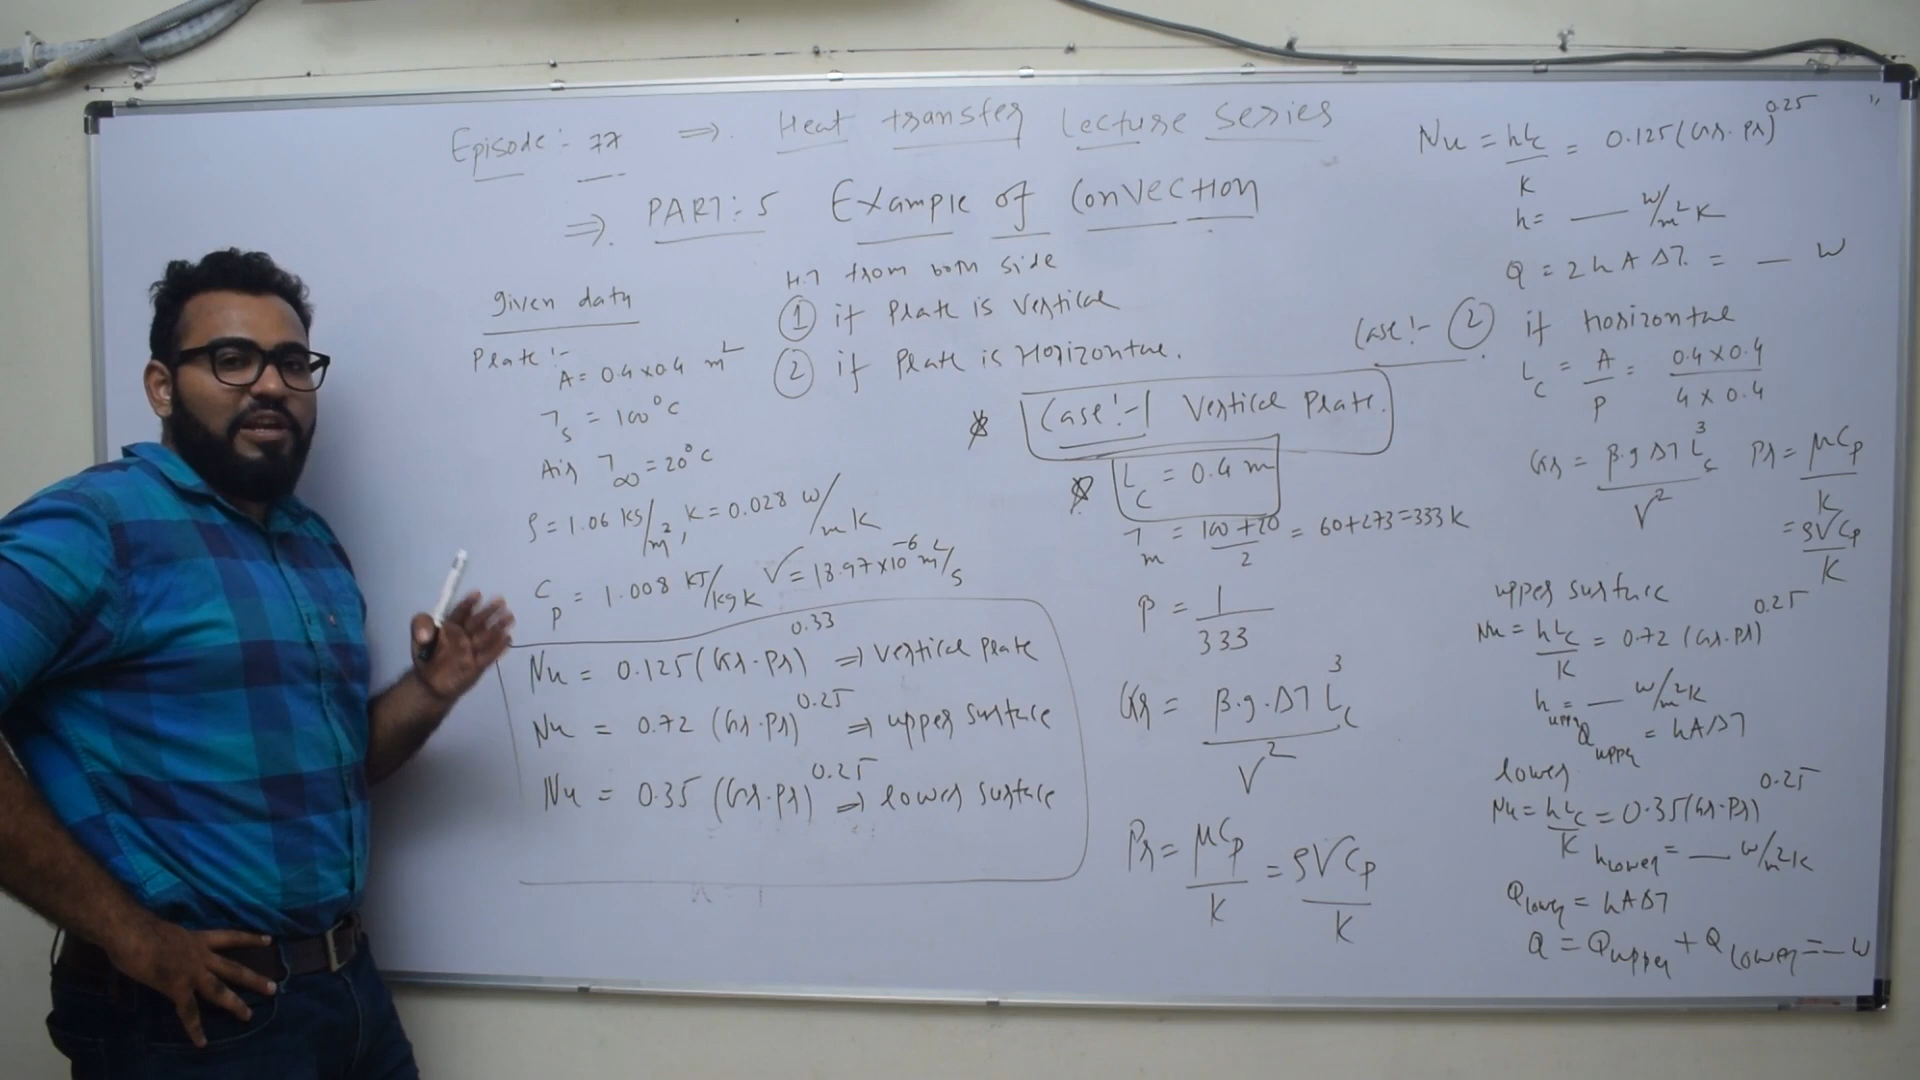 Episode:- 77 ⇒ Heat transfer Lecture Series
⇒ PART:- 5 Example of Convection
given data
Plate:-
A = 0.4 x 0.4 m²
Ts = 100°C
Air T∞ = 20°C
ρ = 1.06 kg/m³, K = 0.028 W/mK
Cp = 1.008 KJ/kgK ν = 18.97 x 10⁻⁶ m²/s
Nu = 0.125 (Gr·Pr)^0.33 ⇒ Vertical plate
Nu = 0.72 (Gr·Pr)^0.25 ⇒ upper surface
Nu = 0.35 (Gr·Pr)^0.25 ⇒ lower surface
H.T from both side
① if Plate is Vertical
② if Plate is Horizontal.
Case:-1 Vertical Plate.
Lc = 0.4 m
Tm = (100 + 20)/2 = 60 + 273 = 333 K
β = 1/333
Gr = β·g·ΔT Lc³ / ν²
Pr = μCp/K = ρνCp/K
Nu = hLc/K = 0.125 (Gr·Pr)^0.25
h = — W/m²K
Q = 2hAΔT = — W
Case:- ② if horizontal
Lc = A/P = 0.4 x 0.4 / 4 x 0.4
Gr = β·g ΔT Lc³ / ν² Pr = μCp/K
= ρνCp/K
upper surface
Nu = hLc/K = 0.72 (Gr·Pr)^0.25
h upper = — W/m²K
Q upper = hAΔT
lower
Nu = hLc/K = 0.35 (Gr·Pr)^0.25
h lower = — W/m²K
Q lower = hAΔT
Q = Q upper + Q lower = — W